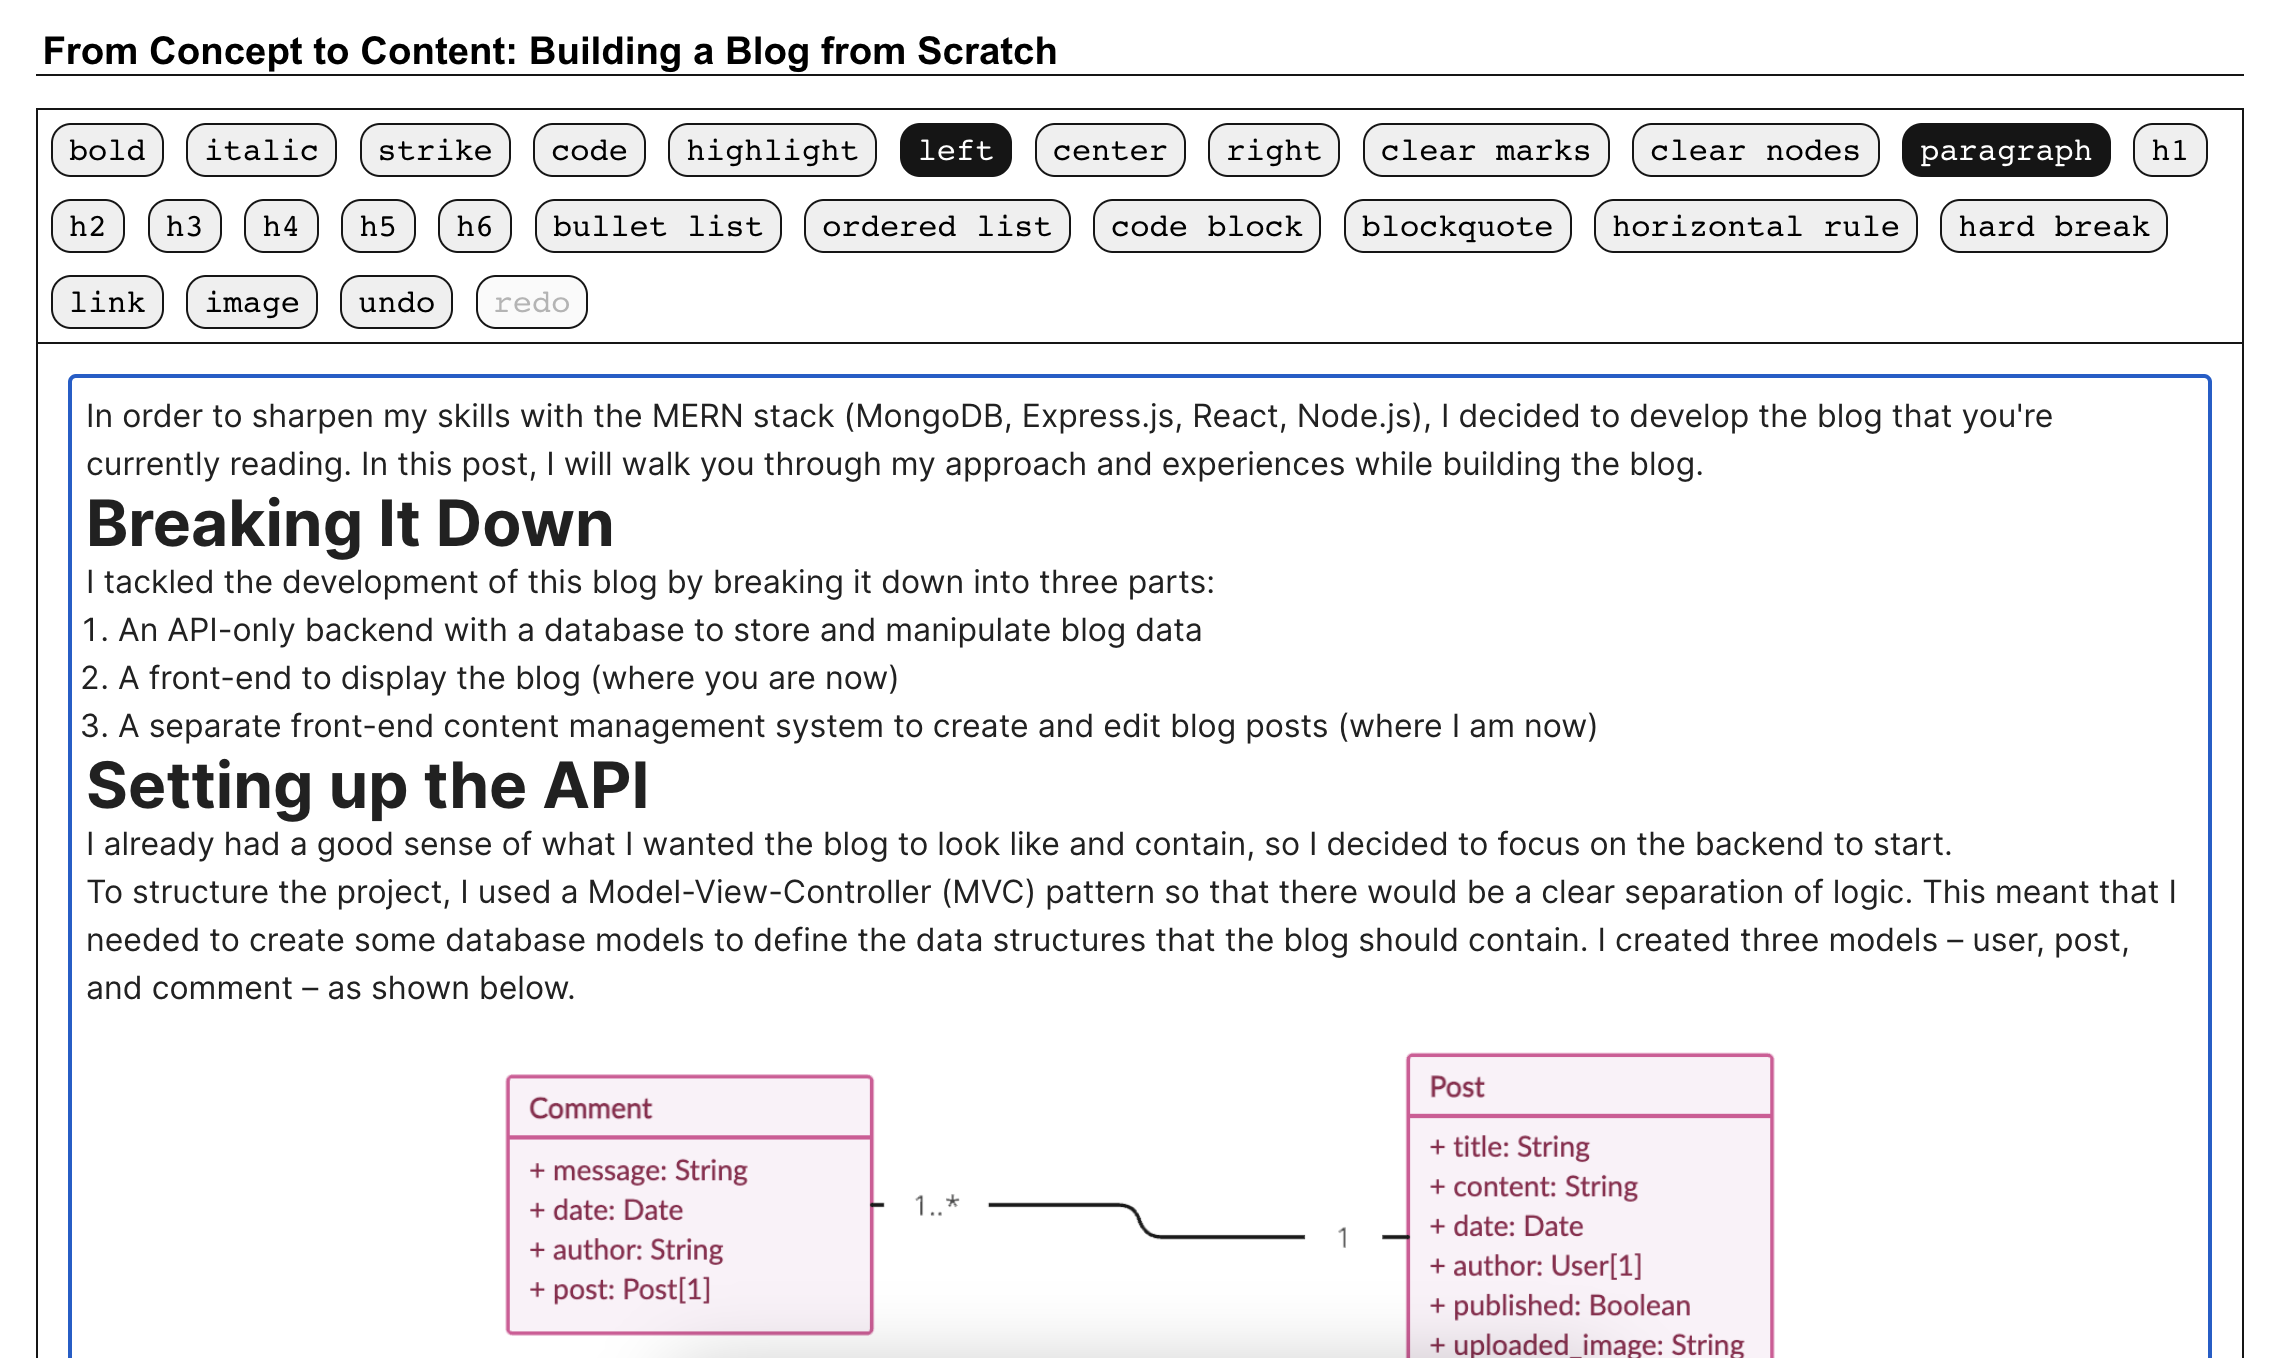 From Concept to Content: Building a Blog from Scratch
bold italic strike code highlight left center right clear marks clear nodes paragraph h1
h2 h3 h4 h5 h6 bullet list ordered list code block blockquote horizontal rule hard break
link image undo redo
In order to sharpen my skills with the MERN stack (MongoDB, Express.js, React, Node.js), I decided to develop the blog that you're
currently reading. In this post, I will walk you through my approach and experiences while building the blog.
Breaking It Down
I tackled the development of this blog by breaking it down into three parts:
1. An API-only backend with a database to store and manipulate blog data
2. A front-end to display the blog (where you are now)
3. A separate front-end content management system to create and edit blog posts (where I am now)
Setting up the API
I already had a good sense of what I wanted the blog to look like and contain, so I decided to focus on the backend to start.
To structure the project, I used a Model-View-Controller (MVC) pattern so that there would be a clear separation of logic. This meant that I
needed to create some database models to define the data structures that the blog should contain. I created three models – user, post,
and comment – as shown below.
Comment
+ message: String
+ date: Date
+ author: String
+ post: Post[1]
1..*
1
Post
+ title: String
+ content: String
+ date: Date
+ author: User[1]
+ published: Boolean
+ uploaded_image: String